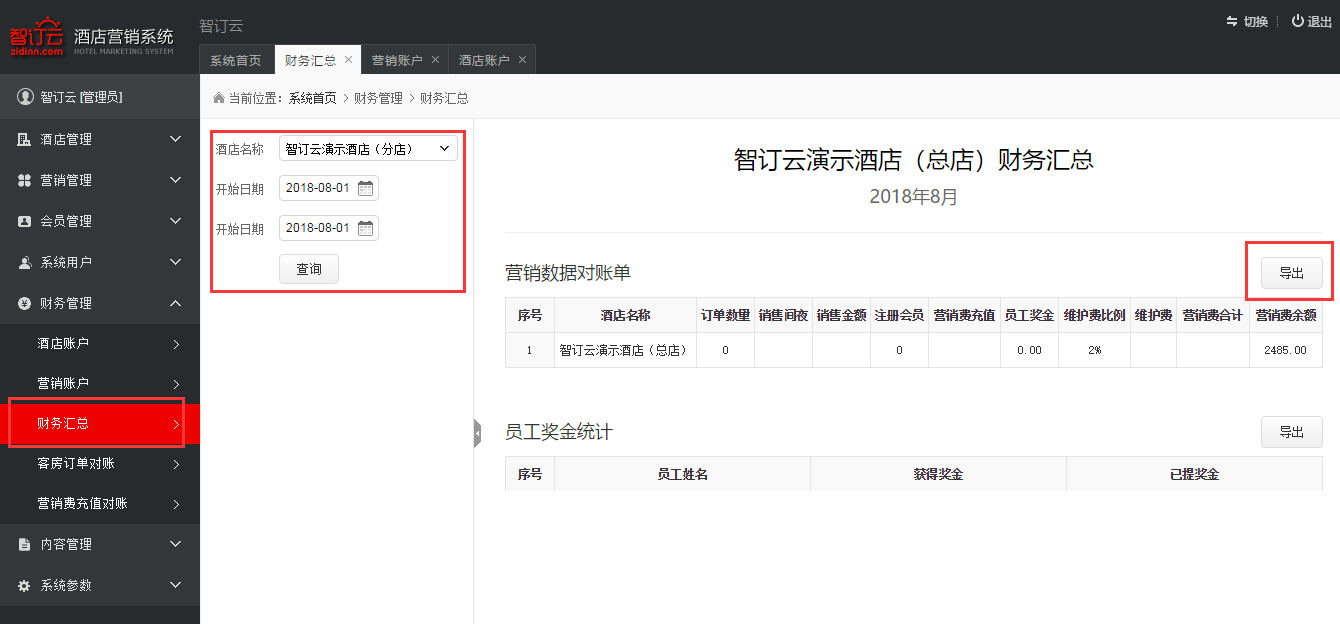 智订云
zidinn.com
酒店营销系统
HOTEL MARKETING SYSTEM
智订云
切换
退出
系统首页
财务汇总 ×
营销账户 ×
酒店账户 ×
智订云 [管理员]
酒店管理
营销管理
会员管理
系统用户
财务管理
酒店账户
营销账户
财务汇总
客房订单对账
营销费充值对账
内容管理
系统参数
当前位置：系统首页 > 财务管理 > 财务汇总
酒店名称 智订云演示酒店（分店）
开始日期 2018-08-01
开始日期 2018-08-01
查询
智订云演示酒店（总店）财务汇总
2018年8月
营销数据对账单
导出
序号 酒店名称 订单数量 销售间夜 销售金额 注册会员 营销费充值 员工奖金 维护费比例 维护费 营销费合计 营销费余额
1 智订云演示酒店（总店） 0 0 0.00 2% 2485.00
员工奖金统计
导出
序号 员工姓名 获得奖金 已提奖金